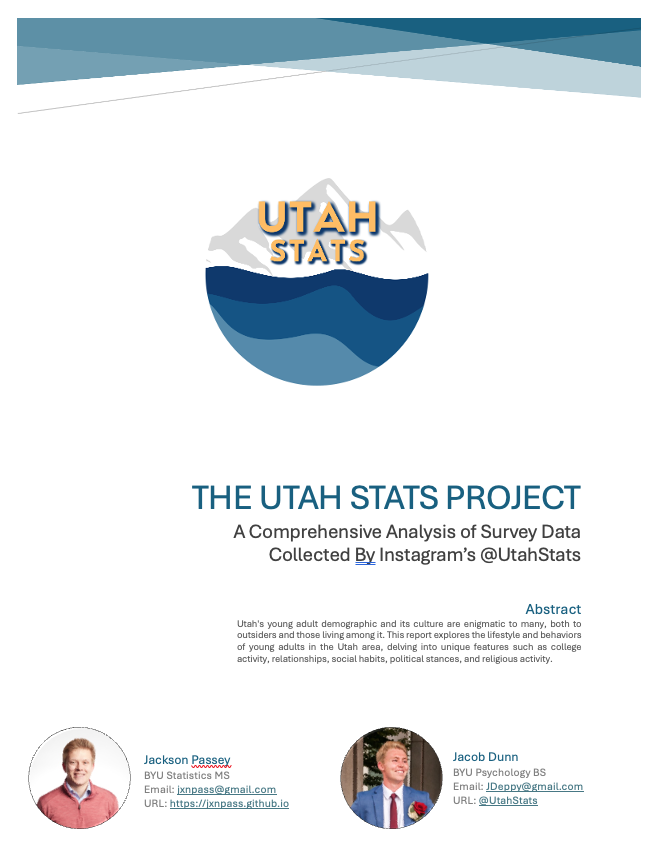 UTAH
STATS
THE UTAH STATS PROJECT
A Comprehensive Analysis of Survey Data
Collected By Instagram’s @UtahStats
Abstract
Utah's young adult demographic and its culture are enigmatic to many, both to
outsiders and those living among it. This report explores the lifestyle and behaviors
of young adults in the Utah area, delving into unique features such as college
activity, relationships, social habits, political stances, and religious activity.
Jackson Passey
BYU Statistics MS
Email: jxnpass@gmail.com
URL: https://jxnpass.github.io
Jacob Dunn
BYU Psychology BS
Email: JDeppy@gmail.com
URL: @UtahStats